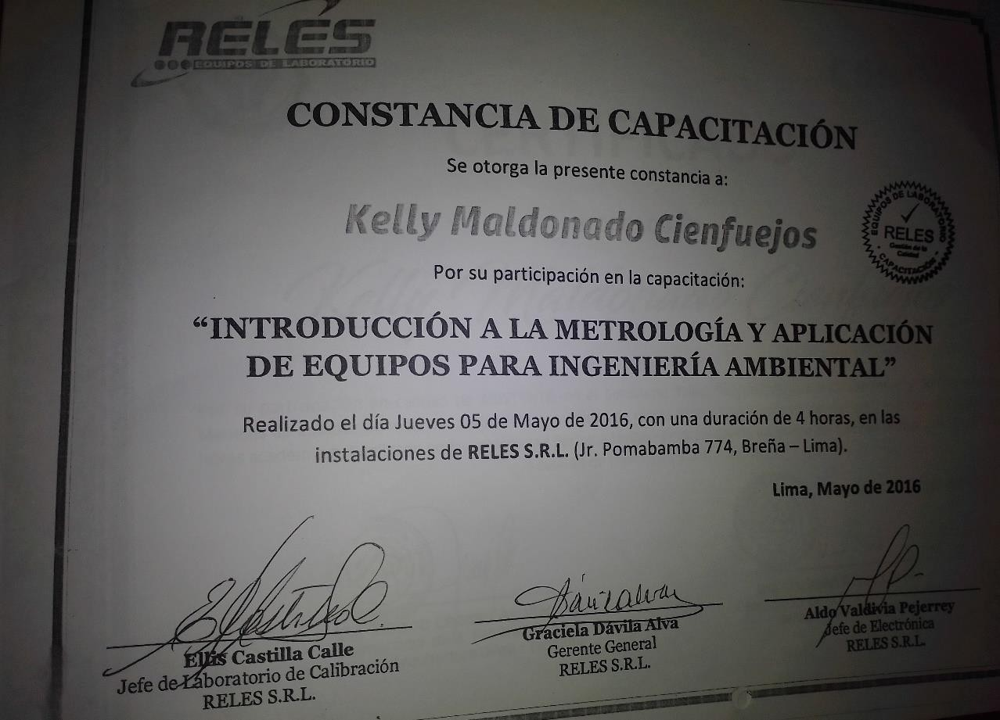 RELES
EQUIPOS DE LABORATORIO
CONSTANCIA DE CAPACITACIÓN
Se otorga la presente constancia a:
Kelly Maldonado Cienfuejos
EQUIPOS DE LABORATORIO
RELES
Gestión de la
Calidad
CAPACITACIÓN
Por su participación en la capacitación:
“INTRODUCCIÓN A LA METROLOGÍA Y APLICACIÓN
DE EQUIPOS PARA INGENIERÍA AMBIENTAL”
Realizado el día Jueves 05 de Mayo de 2016, con una duración de 4 horas, en las
instalaciones de RELES S.R.L. (Jr. Pomabamba 774, Breña – Lima).
Lima, Mayo de 2016
Ellis Castilla Calle
Jefe de Laboratorio de Calibración
RELES S.R.L.
Graciela Dávila Alva
Gerente General
RELES S.R.L.
Aldo Valdivia Pejerrey
Jefe de Electrónica
RELES S.R.L.